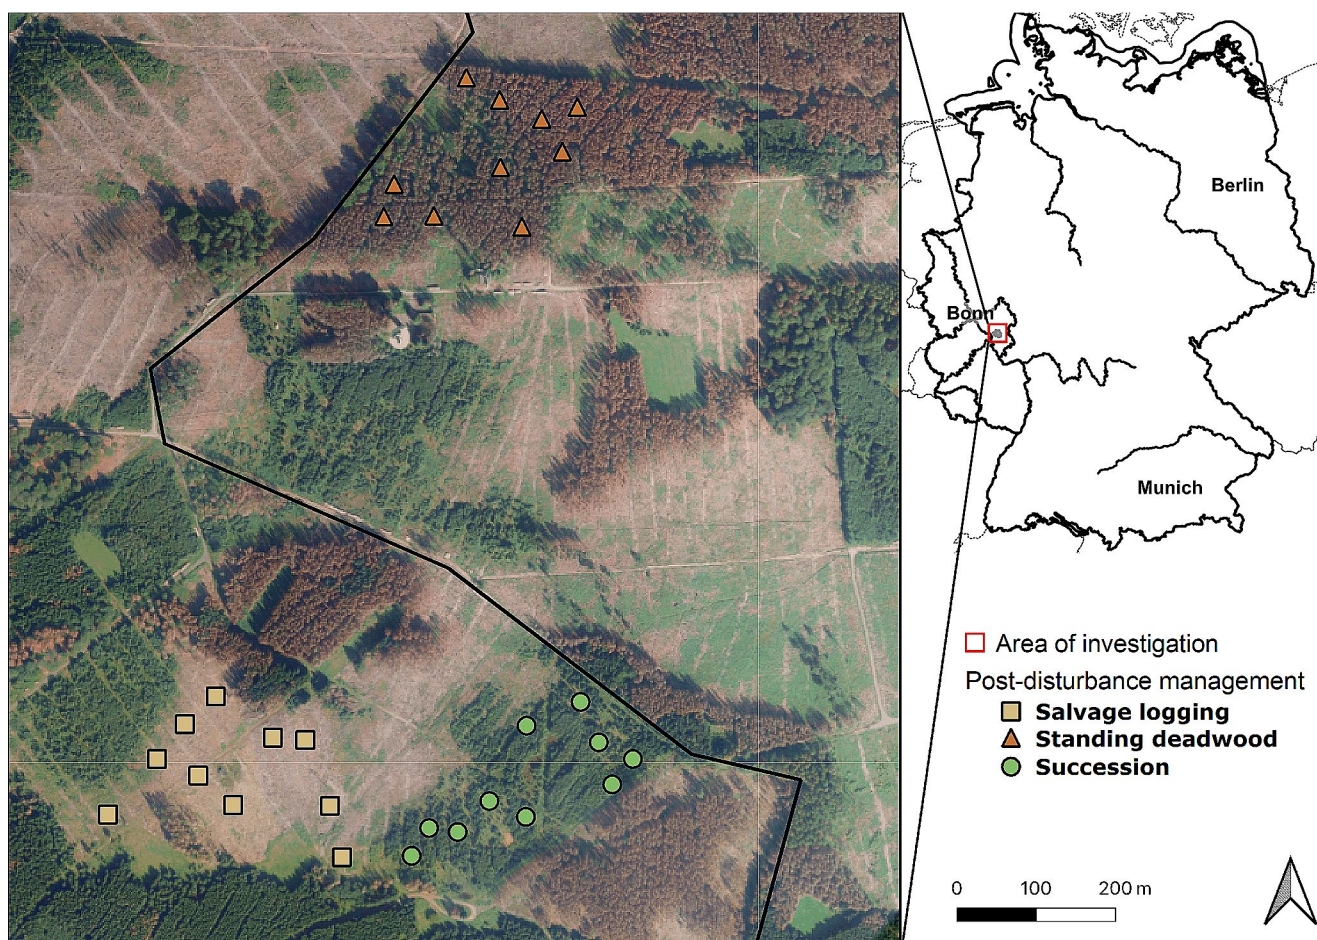 Berlin
Bonn
Munich
Area of investigation
Post-disturbance management
Salvage logging
Standing deadwood
Succession
0 100 200 m